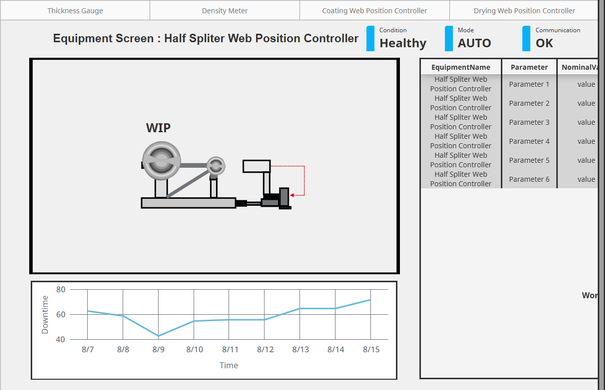 Thickness Gauge
Density Meter
Coating Web Position Controller
Drying Web Position Controller
Equipment Screen : Half Spliter Web Position Controller
Condition
Healthy
Mode
AUTO
Communication
OK
WIP
EquipmentName Parameter NominalVa
Half Spliter Web
Position Controller
Parameter 1 value
Half Spliter Web
Position Controller
Parameter 2 value
Half Spliter Web
Position Controller
Parameter 3 value
Half Spliter Web
Position Controller
Parameter 4 value
Half Spliter Web
Position Controller
Parameter 5 value
Half Spliter Web
Position Controller
Parameter 6 value
Wor
Downtime
80
60
40
8/7 8/8 8/9 8/10 8/11 8/12 8/13 8/14 8/15
Time